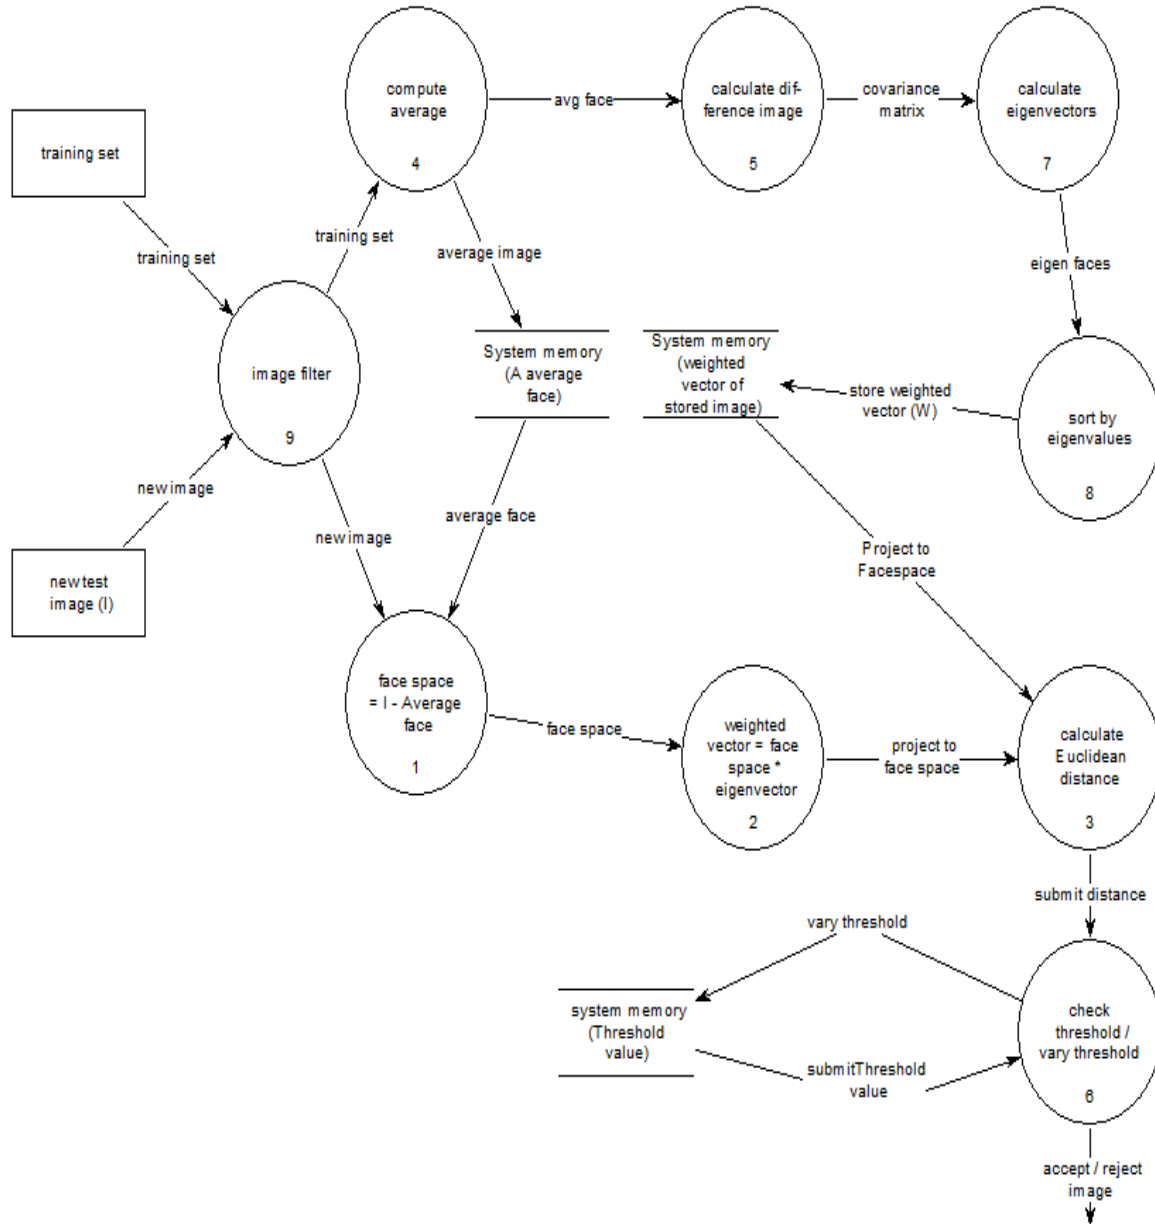 compute
average
4
avg face
calculate dif-
ference image
5
covariance
matrix
calculate
eigenvectors
7
training set
training set
training set
average image
eigen faces
image filter
9
System memory
(A average
face)
System memory
(weighted
vector of
stored image)
store weighted
vector (W)
sort by
eigenvalues
8
new image
new image
average face
Project to
Facespace
new test
image (I)
face space
= I - Average
face
1
face space
weighted
vector = face
space *
eigenvector
2
project to
face space
calculate
Euclidean
distance
3
submit distance
vary threshold
system memory
(Threshold
value)
submitThreshold
value
check
threshold /
vary threshold
6
accept / reject
image